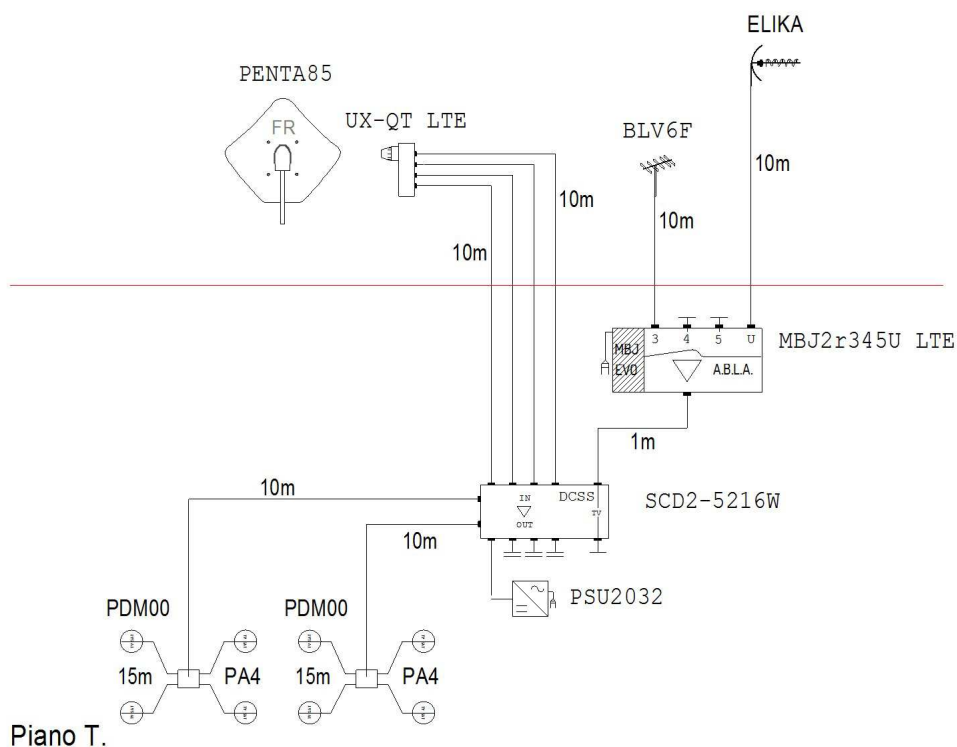 ELIKA
PENTA85
FR
UX-QT LTE
BLV6F
10m
10m
10m
10m
MBJ EVO
3 4 5 U
A.B.L.A.
MBJ2r345U LTE
1m
10m
IN
OUT
DCSS
TV
SCD2-5216W
10m
PSU2032
PDM00
PDM00
15m
PA4
15m
PA4
Piano T.